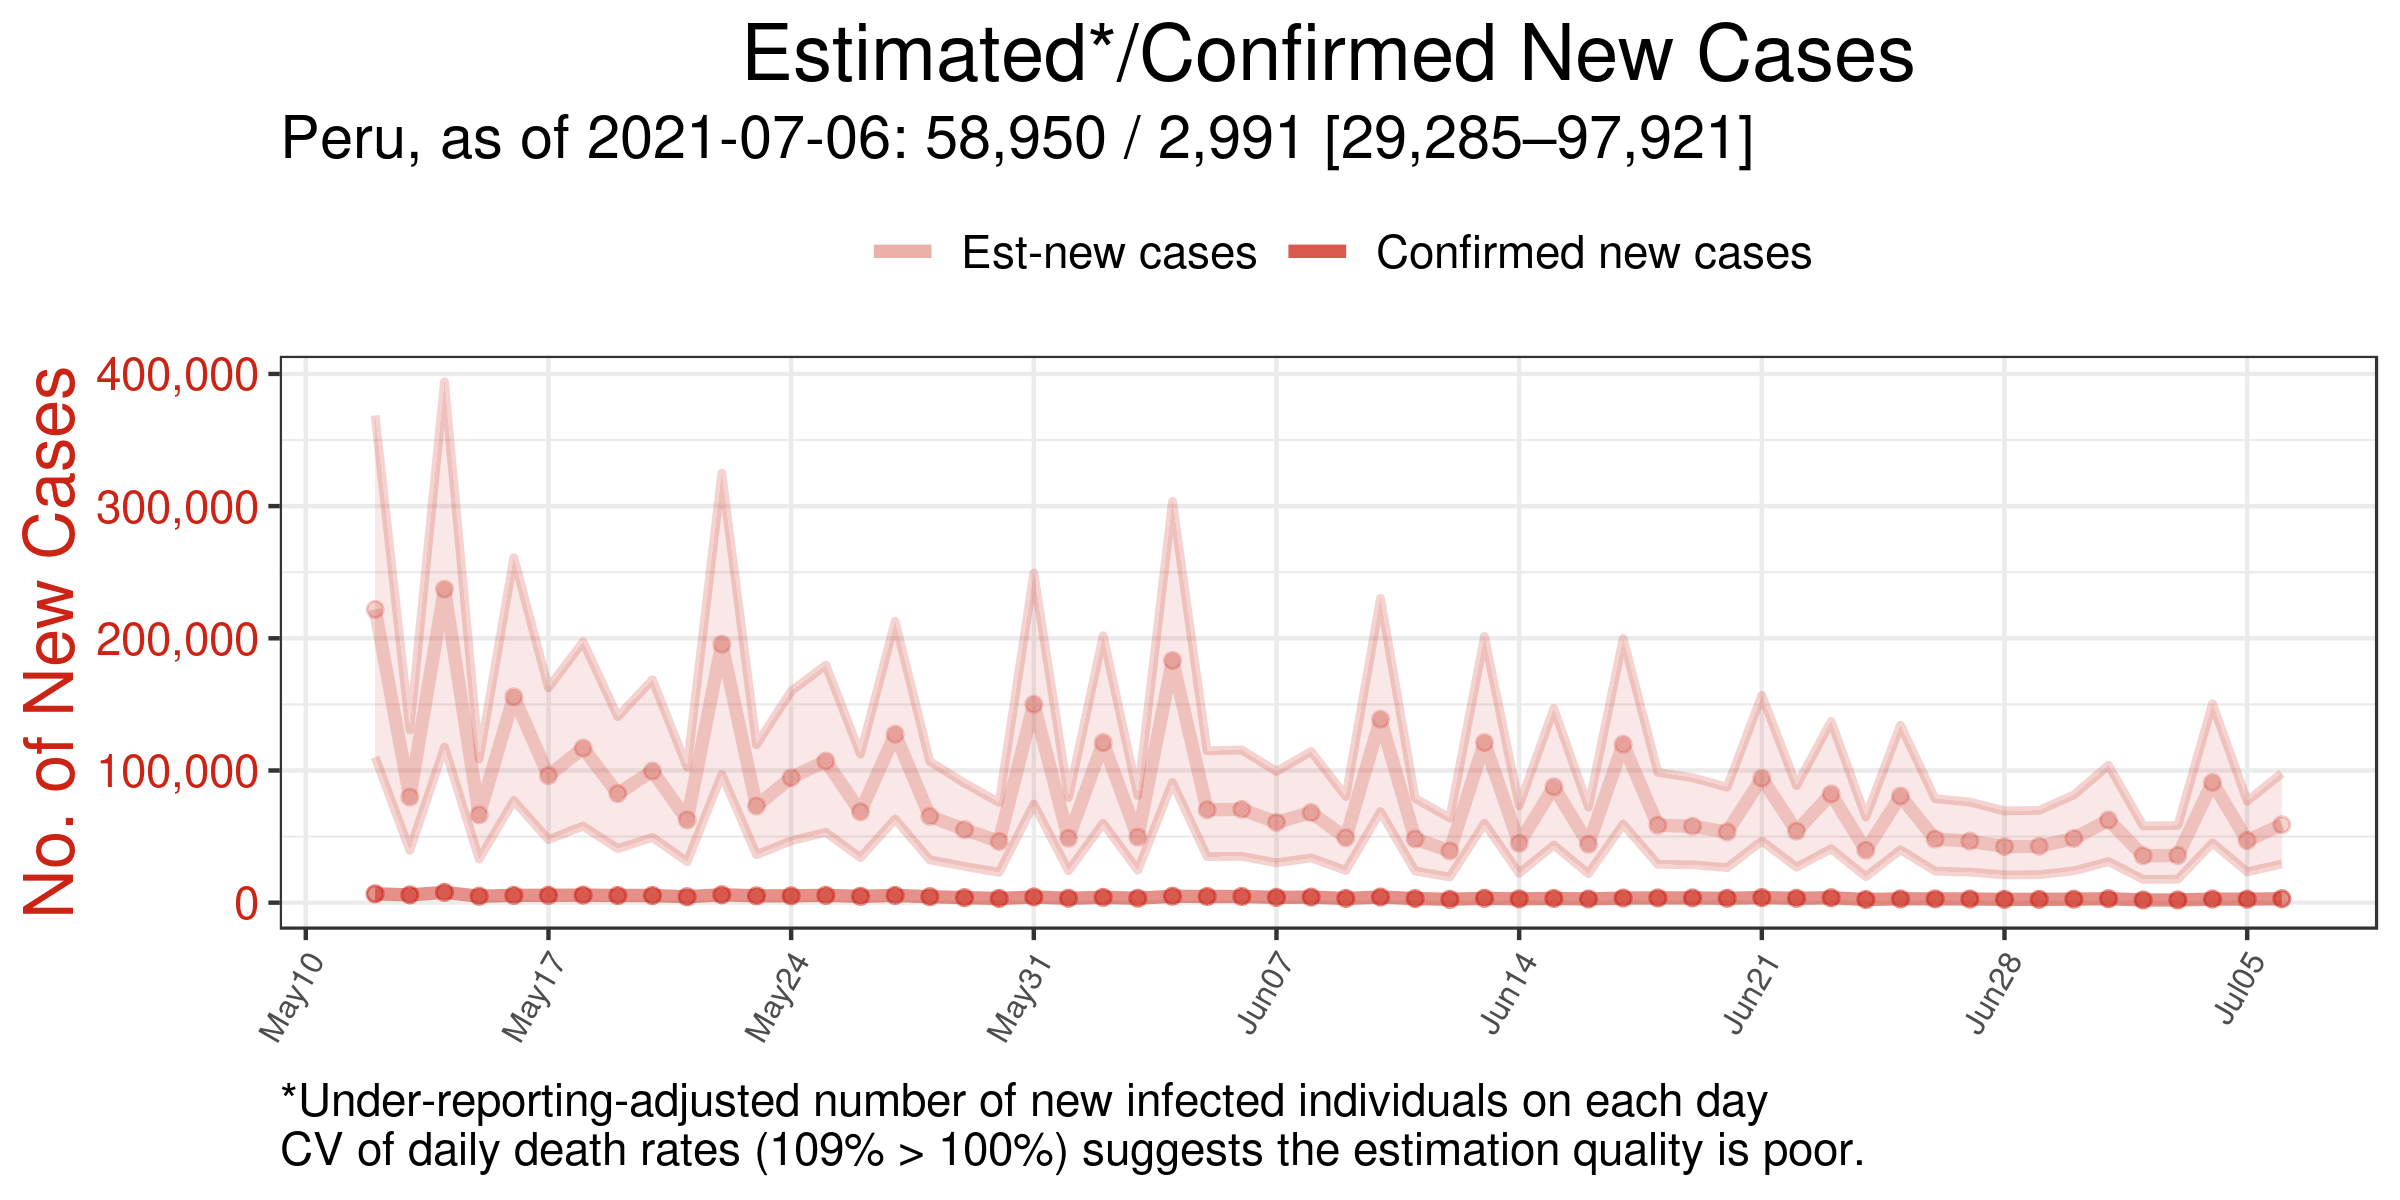 Estimated*/Confirmed New Cases
Peru, as of 2021-07-06: 58,950 / 2,991 [29,285–97,921]
Est-new cases
Confirmed new cases
No. of New Cases
400,000
300,000
200,000
100,000
0
May10
May17
May24
May31
Jun07
Jun14
Jun21
Jun28
Jul05
*Under-reporting-adjusted number of new infected individuals on each day
CV of daily death rates (109% > 100%) suggests the estimation quality is poor.